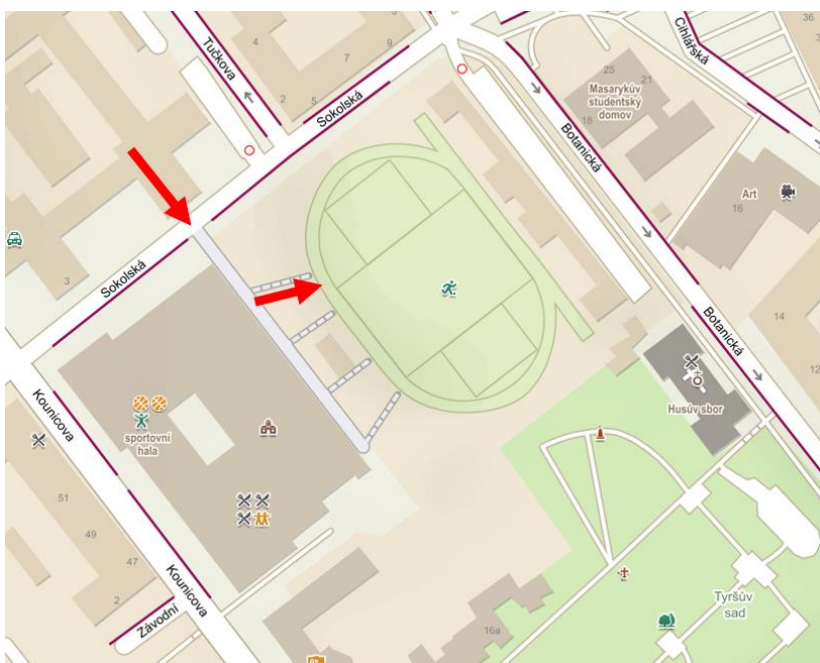 36
Cihlářská
9
Tučkova
4
7
25
21
Masarykův
studentský
domov
2
5
Sokolská
18
Botanická
Art
16
3
Sokolská
14
Botanická
12
Husův sbor
Kounicova
sportovní
hala
51
49
47
Kounicova
2
Závodní
Tyršův
sad
16a